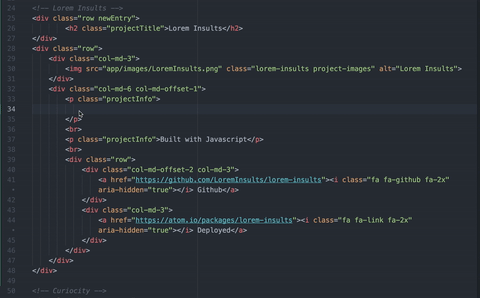 24 <!-- Lorem Insults -->
25 <div class="row newEntry">
26 <h2 class="projectTitle">Lorem Insults</h2>
27 </div>
28 <div class="row">
29 <div class="col-md-3">
30 <img src="app/images/LoremInsults.png" class="lorem-insults project-images" alt="Lorem Insults">
31 </div>
32 <div class="col-md-6 col-md-offset-1">
33 <p class="projectInfo">
34
35 </p>
36 <br>
37 <p class="projectInfo">Built with Javascript</p>
38 <br>
39 <div class="row">
40 <div class="col-md-offset-2 col-md-3">
41 <a href="https://github.com/LoremInsults/lorem-insults"><i class="fa fa-github fa-2x"
• aria-hidden="true"></i> Github</a>
42 </div>
43 <div class="col-md-3">
44 <a href="https://atom.io/packages/lorem-insults"><i class="fa fa-link fa-2x"
• aria-hidden="true"></i> Deployed</a>
45 </div>
46 </div>
47 </div>
48 </div>
49
50 <!-- Curiocity -->